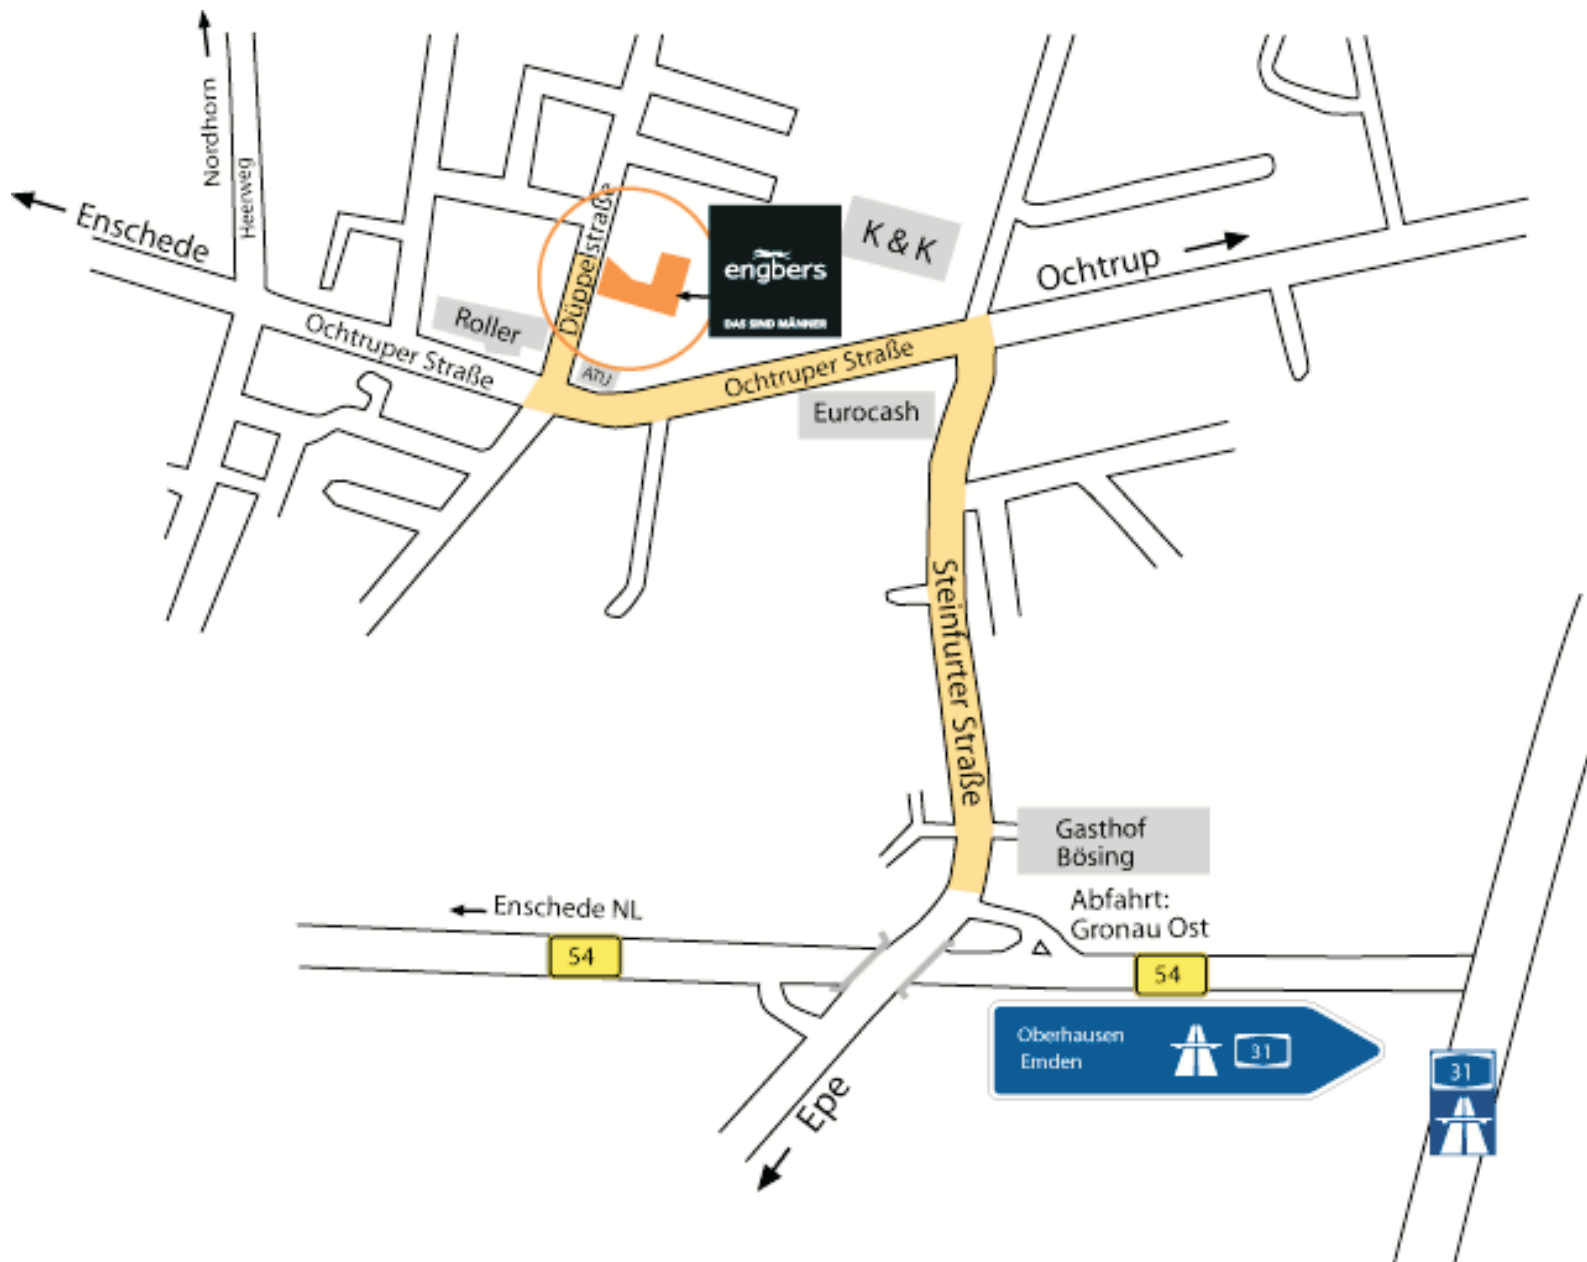 Nordhorn
Heerweg
Enschede
Düppelstraße
engbers
DAS SIND MÄNNER
K & K
Ochtrup
Roller
Ochtruper Straße
ATU
Ochtruper Straße
Eurocash
Steinfurter Straße
Gasthof
Bösing
Enschede NL
Abfahrt:
Gronau Ost
54
54
Oberhausen
Emden
31
31
Epe